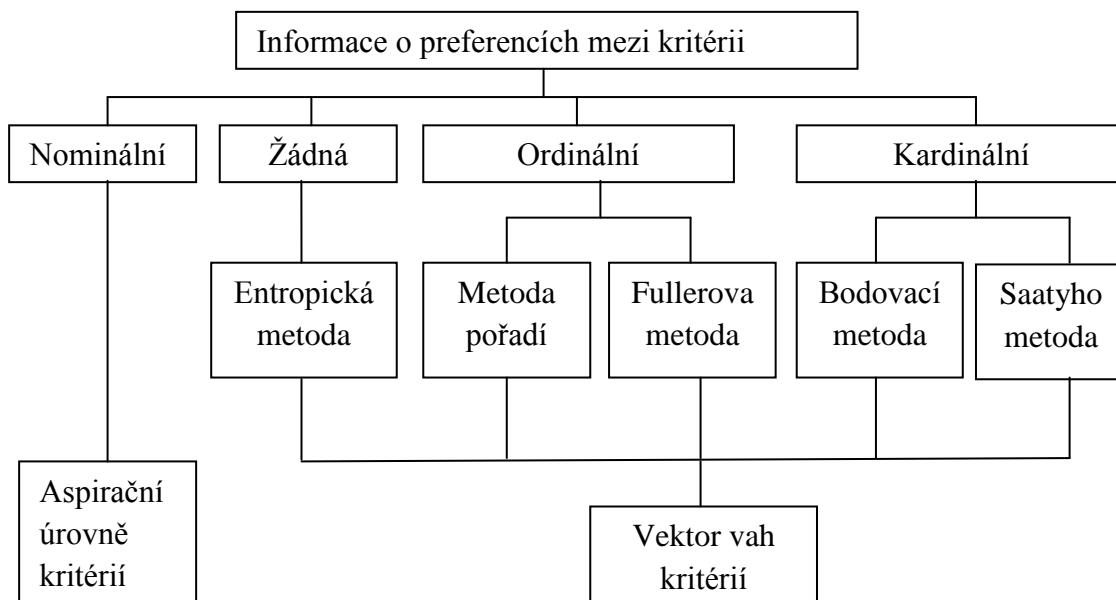 Informace o preferencích mezi kritérii
Nominální
Žádná
Ordinální
Kardinální
Entropická
metoda
Metoda
pořadí
Fullerova
metoda
Bodovací
metoda
Saatyho
metoda
Aspirační
úrovně
kritérií
Vektor vah
kritérií